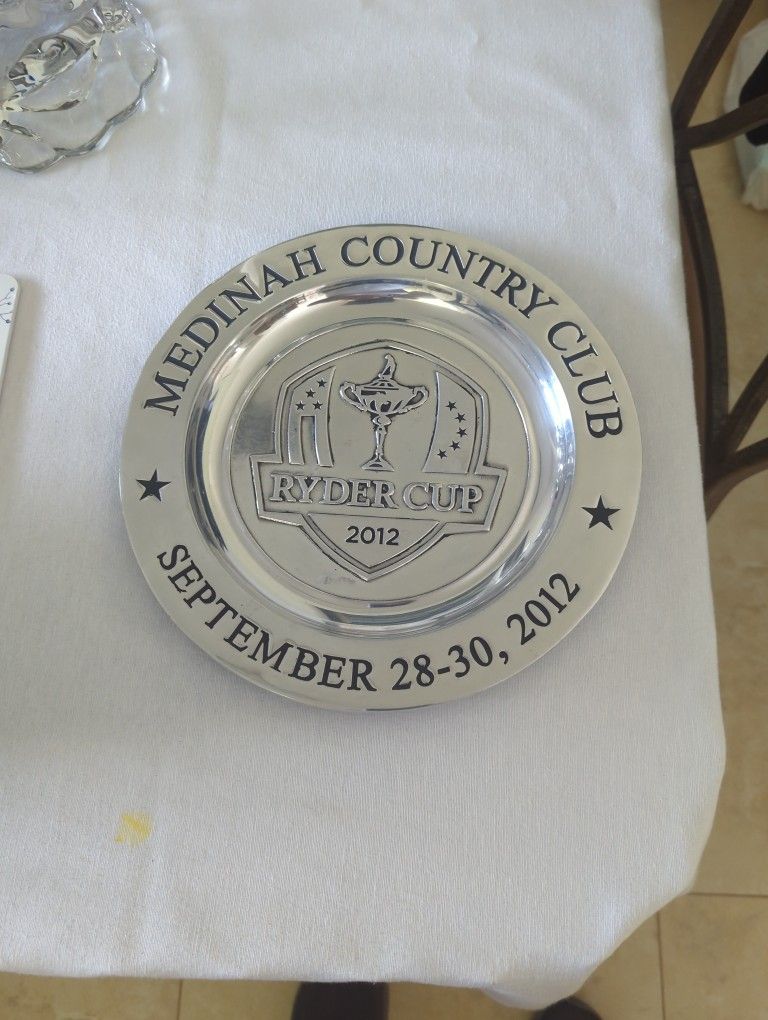 MEDINAH COUNTRY CLUB
RYDER CUP
2012
SEPTEMBER 28-30, 2012